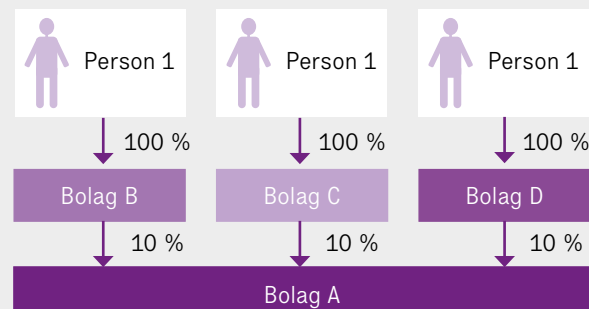 Person 1 Person 1 Person 1
100 % 100 % 100 %
Bolag B Bolag C Bolag D
10 % 10 % 10 %
Bolag A